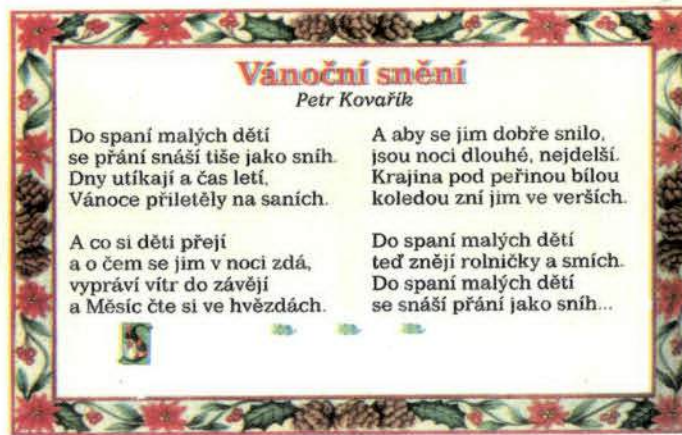 Vánoční snění
Petr Kovařík
Do spaní malých dětí
se přání snáší tiše jako sníh.
Dny utíkají a čas letí,
Vánoce přiletěly na saních.
A co si děti přejí
a o čem se jim v noci zdá,
vypráví vítr do závějí
a Měsíc čte si ve hvězdách.
A aby se jim dobře snilo,
jsou noci dlouhé, nejdelší.
Krajina pod peřinou bílou
koledou zní jim ve verších.
Do spaní malých dětí
teď znějí rolničky a smích.
Do spaní malých dětí
se snáší přání jako sníh...
S